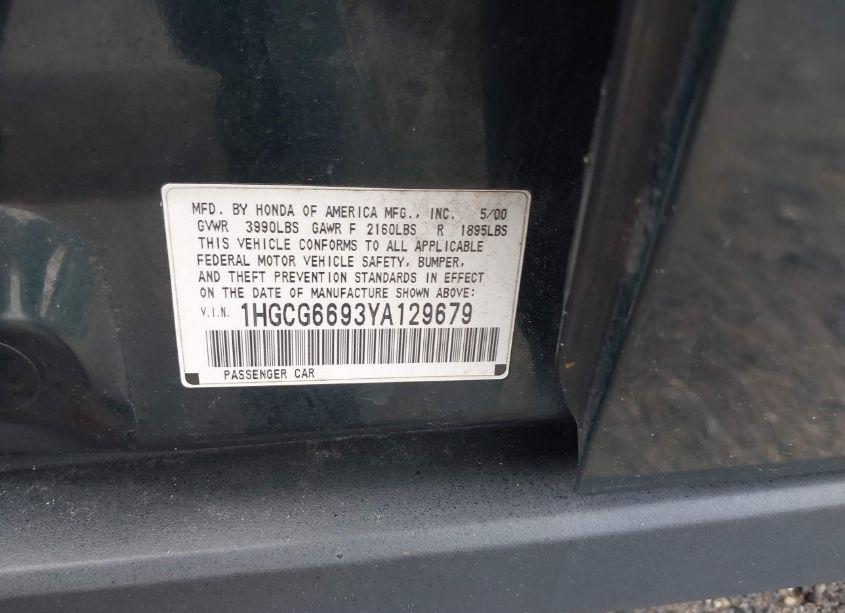 MFD. BY HONDA OF AMERICA MFG., INC. 5/00
GVWR 3990LBS GAWR F 2160LBS R 1895LBS
THIS VEHICLE CONFORMS TO ALL APPLICABLE
FEDERAL MOTOR VEHICLE SAFETY, BUMPER,
AND THEFT PREVENTION STANDARDS IN EFFECT
ON THE DATE OF MANUFACTURE SHOWN ABOVE:
V.I.N. 1HGCG6693YA129679
PASSENGER CAR